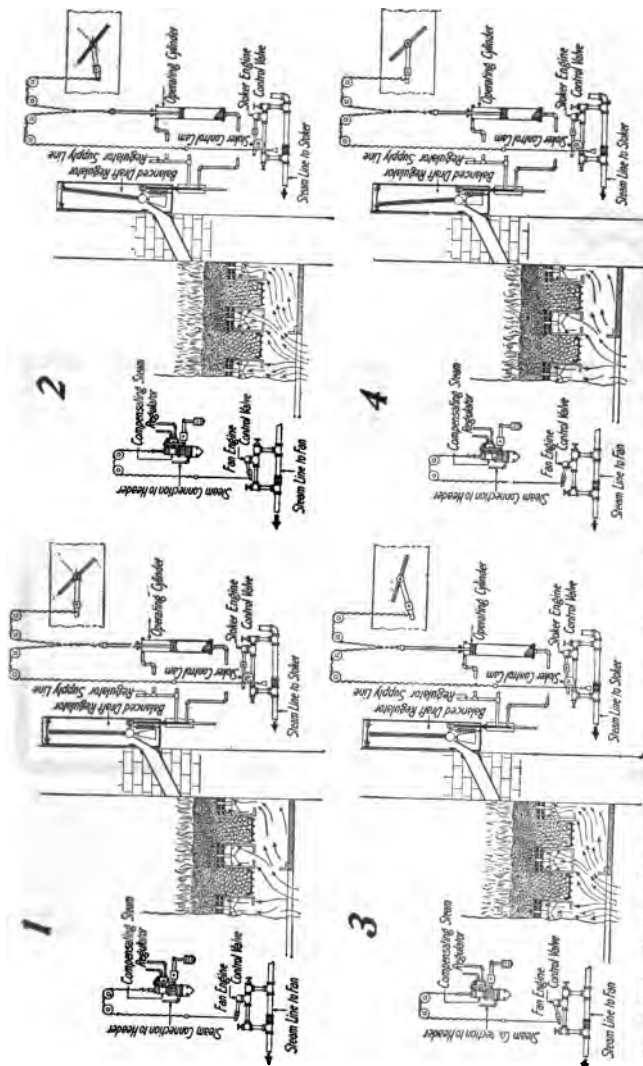 1
Compensating Steam
Regulator
Steam Connection to Header
Fan Engine
Control Valve
Steam Line to Fan
Balanced Draft Regulator
Regulator Supply Line
Operating Cylinder
Stoker Control Cam
Stoker Engine
Control Valve
Steam Line to Stoker
2
Compensating Steam
Regulator
Steam Connection to Header
Fan Engine
Control Valve
Steam Line to Fan
Balanced Draft Regulator
Regulator Supply Line
Operating Cylinder
Stoker Control Cam
Stoker Engine
Control Valve
Steam Line to Stoker
3
Compensating Steam
Regulator
Steam to Header
Fan Engine
Control Valve
Steam Line to Fan
Balanced Draft Regulator
Regulator Supply Line
Operating Cylinder
Stoker Control Cam
Stoker Engine
Control Valve
Steam Line to Stoker
4
Compensating Steam
Regulator
Steam Connection to Header
Fan Engine
Control Valve
Steam Line to Fan
Balanced Draft Regulator
Regulator Supply Line
Operating Cylinder
Stoker Control Cam
Stoker Engine
Control Valve
Steam Line to Stoker